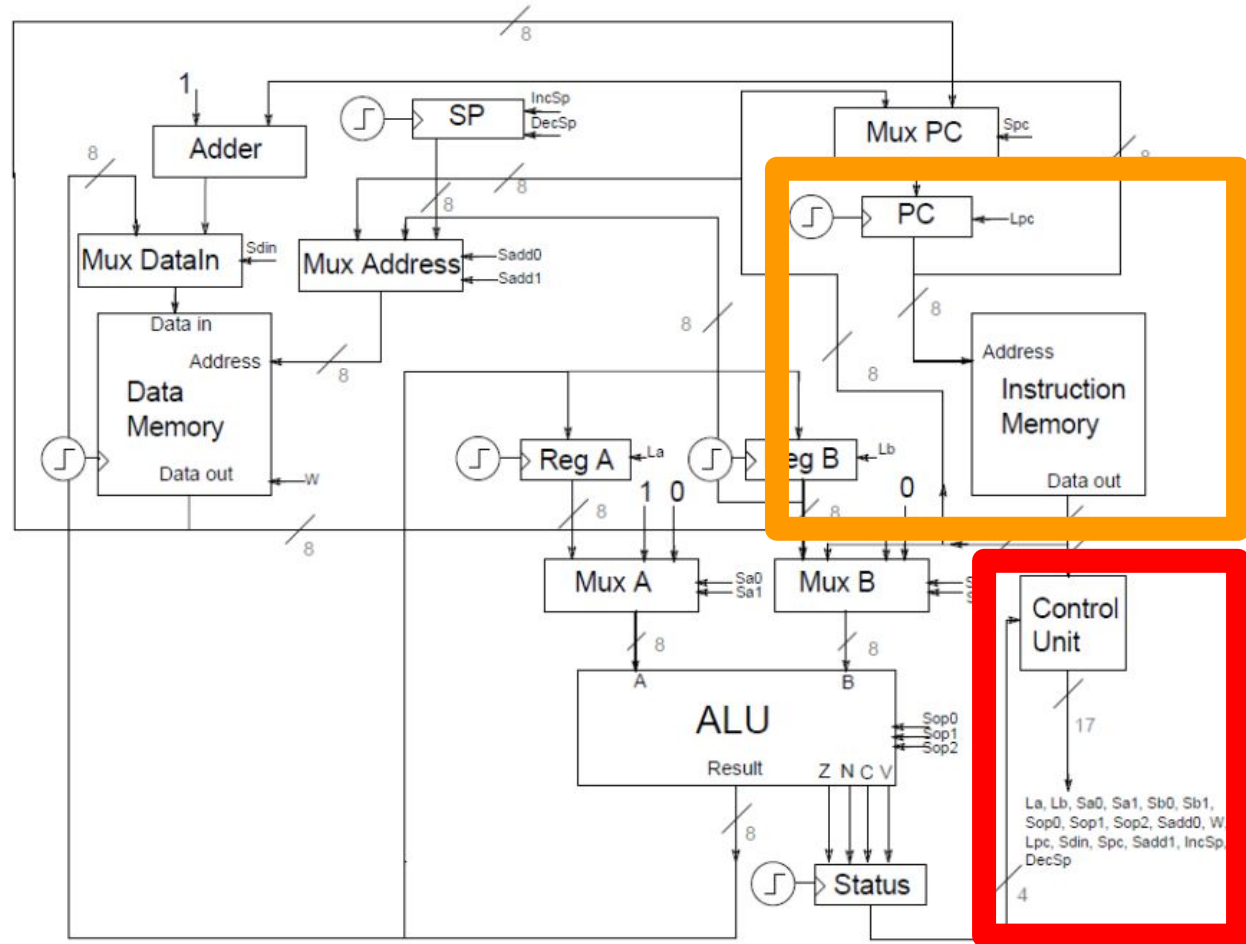 8
1
IncSp
DecSp
SP
Mux PC
Spc
Adder
8
8
8
8
PC
Lpc
Mux DataIn
Sdin
Mux Address
Sadd0
Sadd1
8
8
Data in
Address
8
8
Address
Data
Memory
Instruction
Memory
Reg A
La
eg B
Lb
Data out
W
Data out
1 0
0
8
8
8
8
Mux A
Sa0
Sa1
Mux B
Control
Unit
8
8
A
B
17
ALU
Sop0
Sop1
Sop2
Result
Z N C V
La, Lb, Sa0, Sa1, Sb0, Sb1,
Sop0, Sop1, Sop2, Sadd0, W,
Lpc, Sdin, Spc, Sadd1, IncSp,
DecSp
8
Status
4